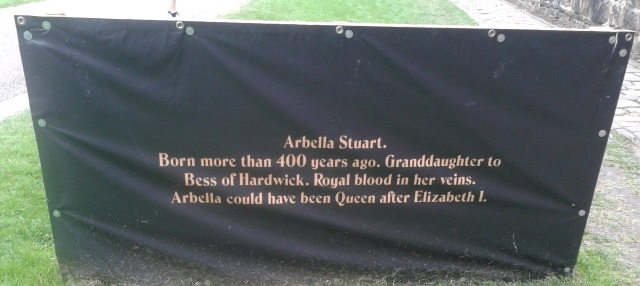 Arbella Stuart.
Born more than 400 years ago. Granddaughter to
Bess of Hardwick. Royal blood in her veins.
Arbella could have been Queen after Elizabeth I.